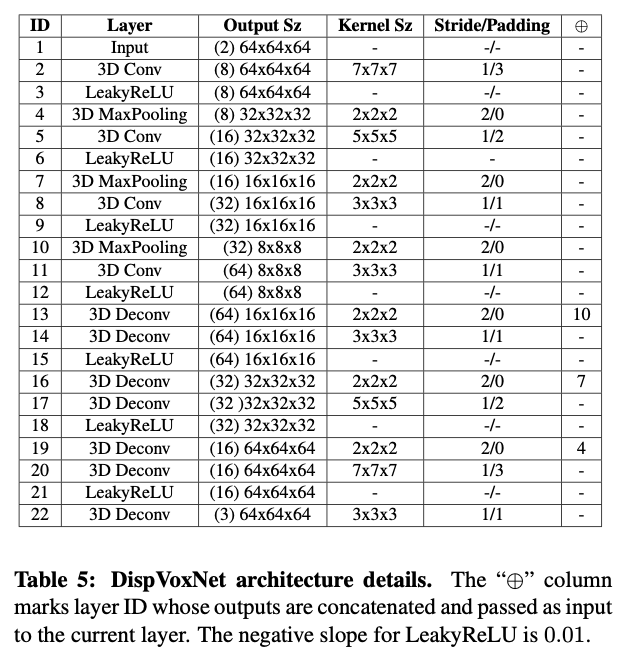 ID Layer Output Sz Kernel Sz Stride/Padding ⊕
1 Input (2) 64x64x64 - -/- -
2 3D Conv (8) 64x64x64 7x7x7 1/3 -
3 LeakyReLU (8) 64x64x64 - -/- -
4 3D MaxPooling (8) 32x32x32 2x2x2 2/0 -
5 3D Conv (16) 32x32x32 5x5x5 1/2 -
6 LeakyReLU (16) 32x32x32 - - -
7 3D MaxPooling (16) 16x16x16 2x2x2 2/0 -
8 3D Conv (32) 16x16x16 3x3x3 1/1 -
9 LeakyReLU (32) 16x16x16 - -/- -
10 3D MaxPooling (32) 8x8x8 2x2x2 2/0 -
11 3D Conv (64) 8x8x8 3x3x3 1/1 -
12 LeakyReLU (64) 8x8x8 - -/- -
13 3D Deconv (64) 16x16x16 2x2x2 2/0 10
14 3D Deconv (64) 16x16x16 3x3x3 1/1 -
15 LeakyReLU (64) 16x16x16 - -/- -
16 3D Deconv (32) 32x32x32 2x2x2 2/0 7
17 3D Deconv (32 )32x32x32 5x5x5 1/2 -
18 LeakyReLU (32) 32x32x32 - -/- -
19 3D Deconv (16) 64x64x64 2x2x2 2/0 4
20 3D Deconv (16) 64x64x64 7x7x7 1/3 -
21 LeakyReLU (16) 64x64x64 - -/- -
22 3D Deconv (3) 64x64x64 3x3x3 1/1 -
Table 5: DispVoxNet architecture details. The “⊕” column
marks layer ID whose outputs are concatenated and passed as input
to the current layer. The negative slope for LeakyReLU is 0.01.